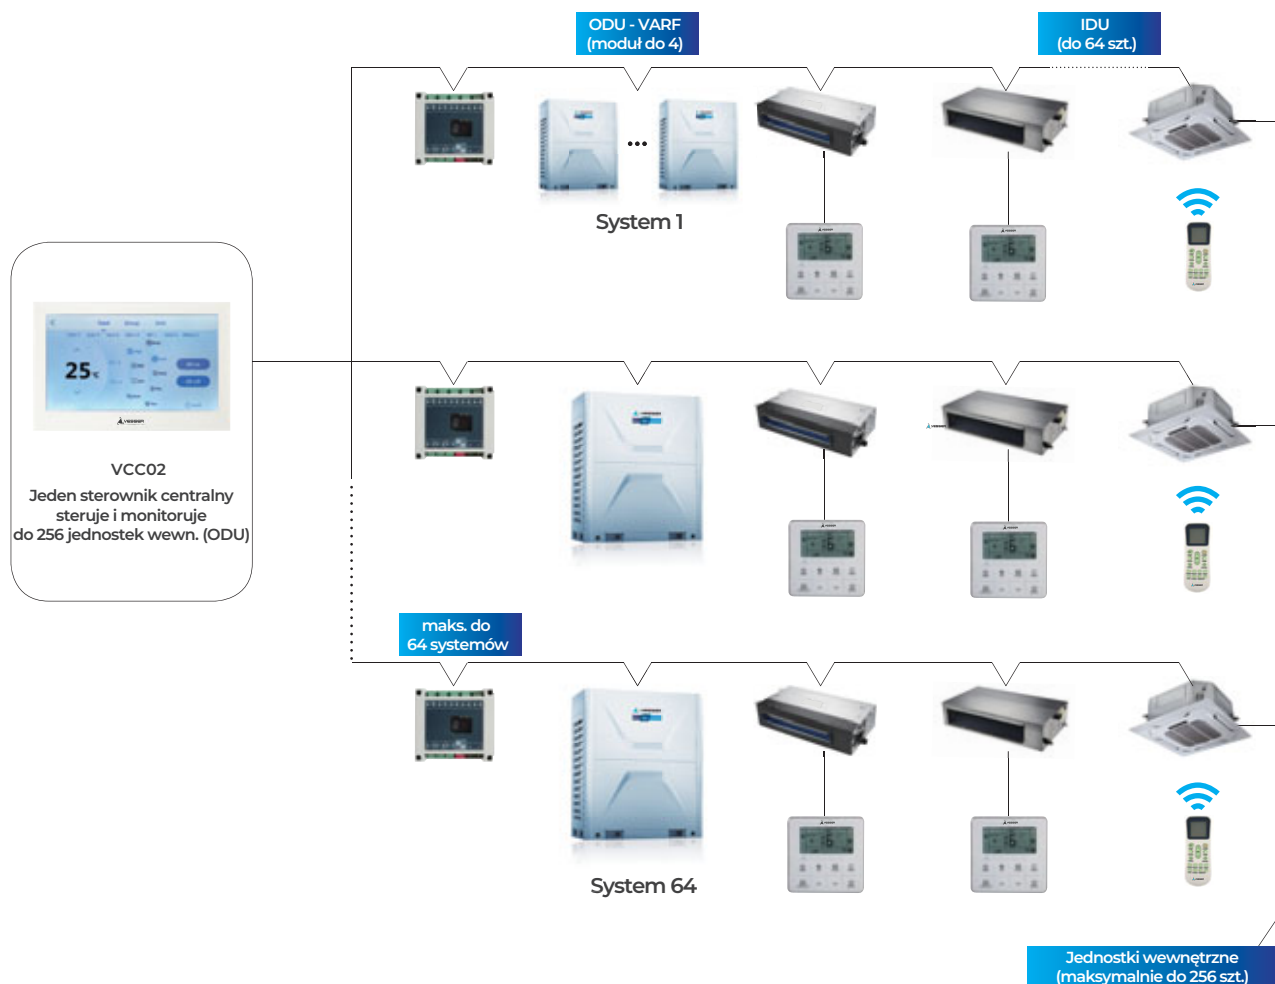 ODU - VARF
(moduł do 4)
IDU
(do 64 szt.)
System 1
25°C
VCC02
Jeden sterownik centralny
steruje i monitoruje
do 256 jednostek wewn. (ODU)
maks. do
64 systemów
System 64
Jednostki wewnętrzne
(maksymalnie do 256 szt.)